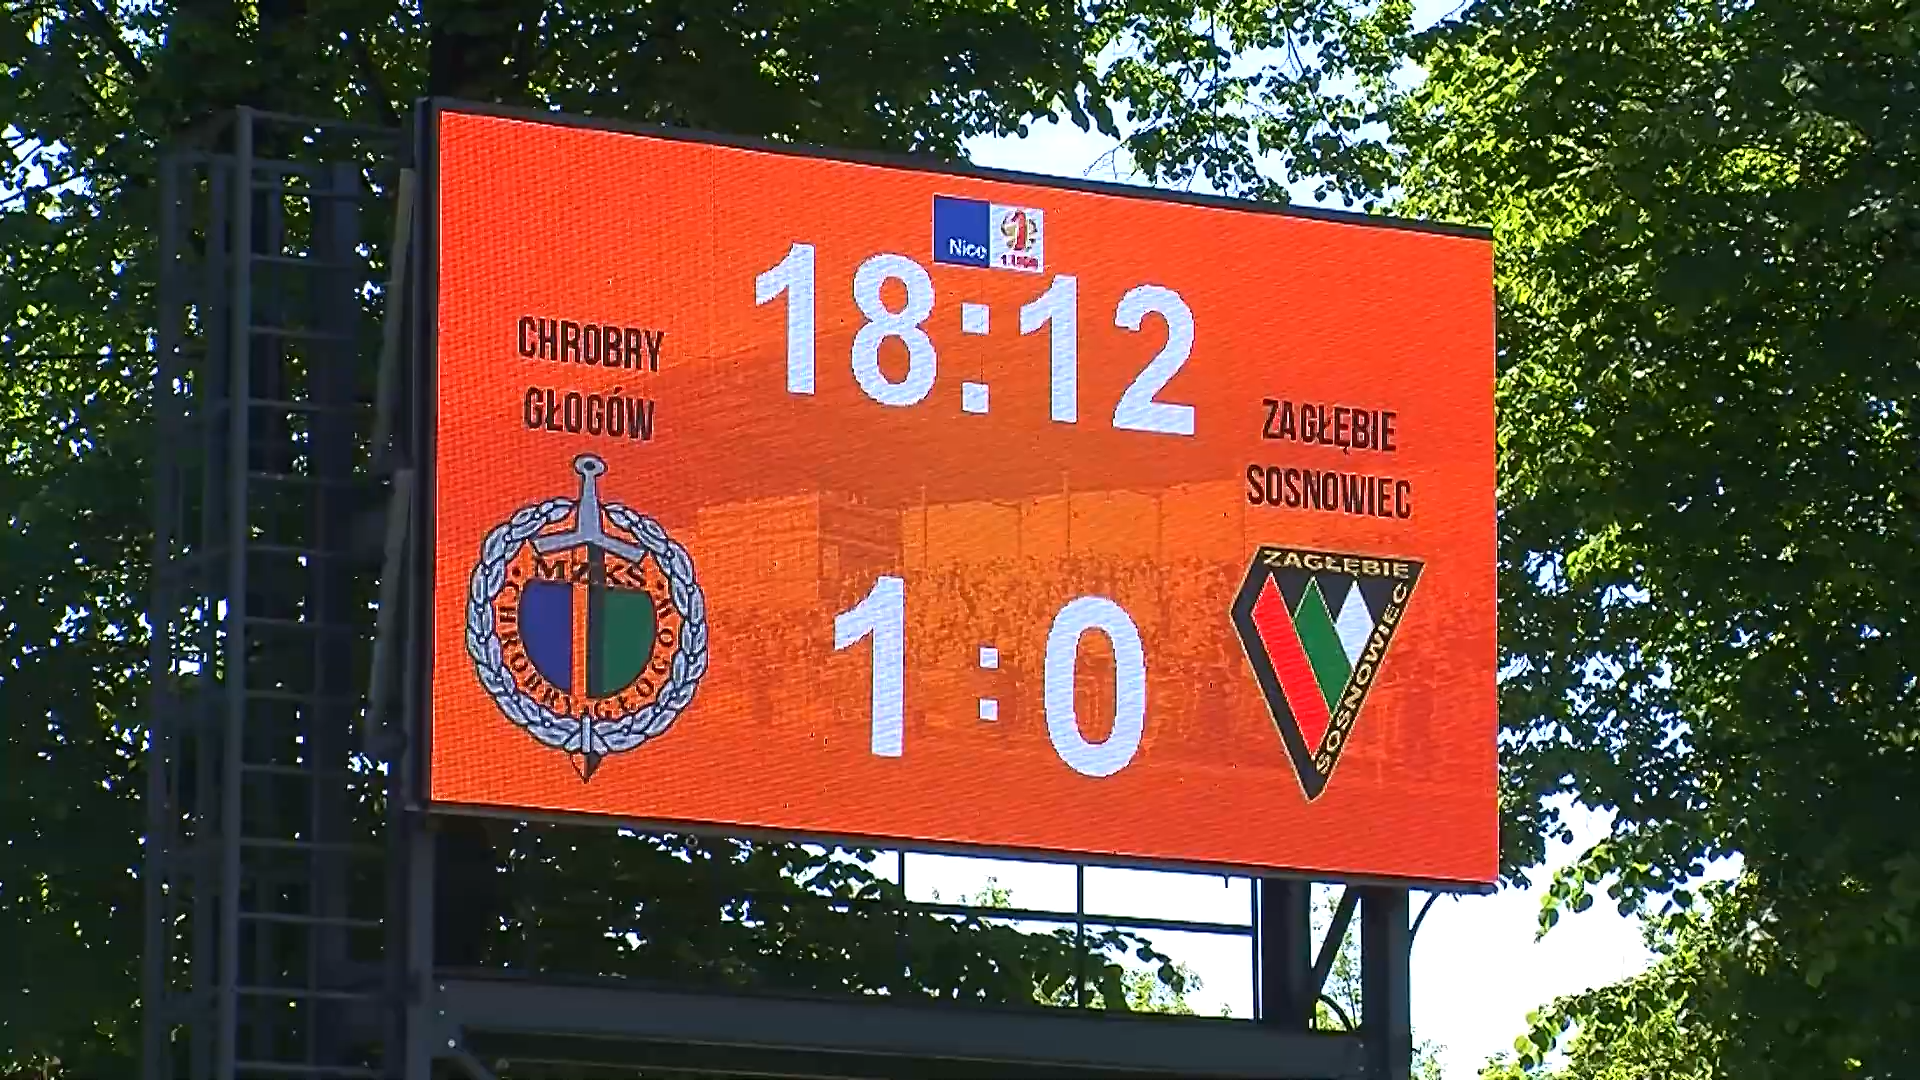 Nice
1 LIGA
18:12
CHROBRY
GŁOGÓW
ZAGŁĘBIE
SOSNOWIEC
MZKS
CHROBRY GŁOGÓW
ZAGŁĘBIE
SOSNOWIEC
1:0